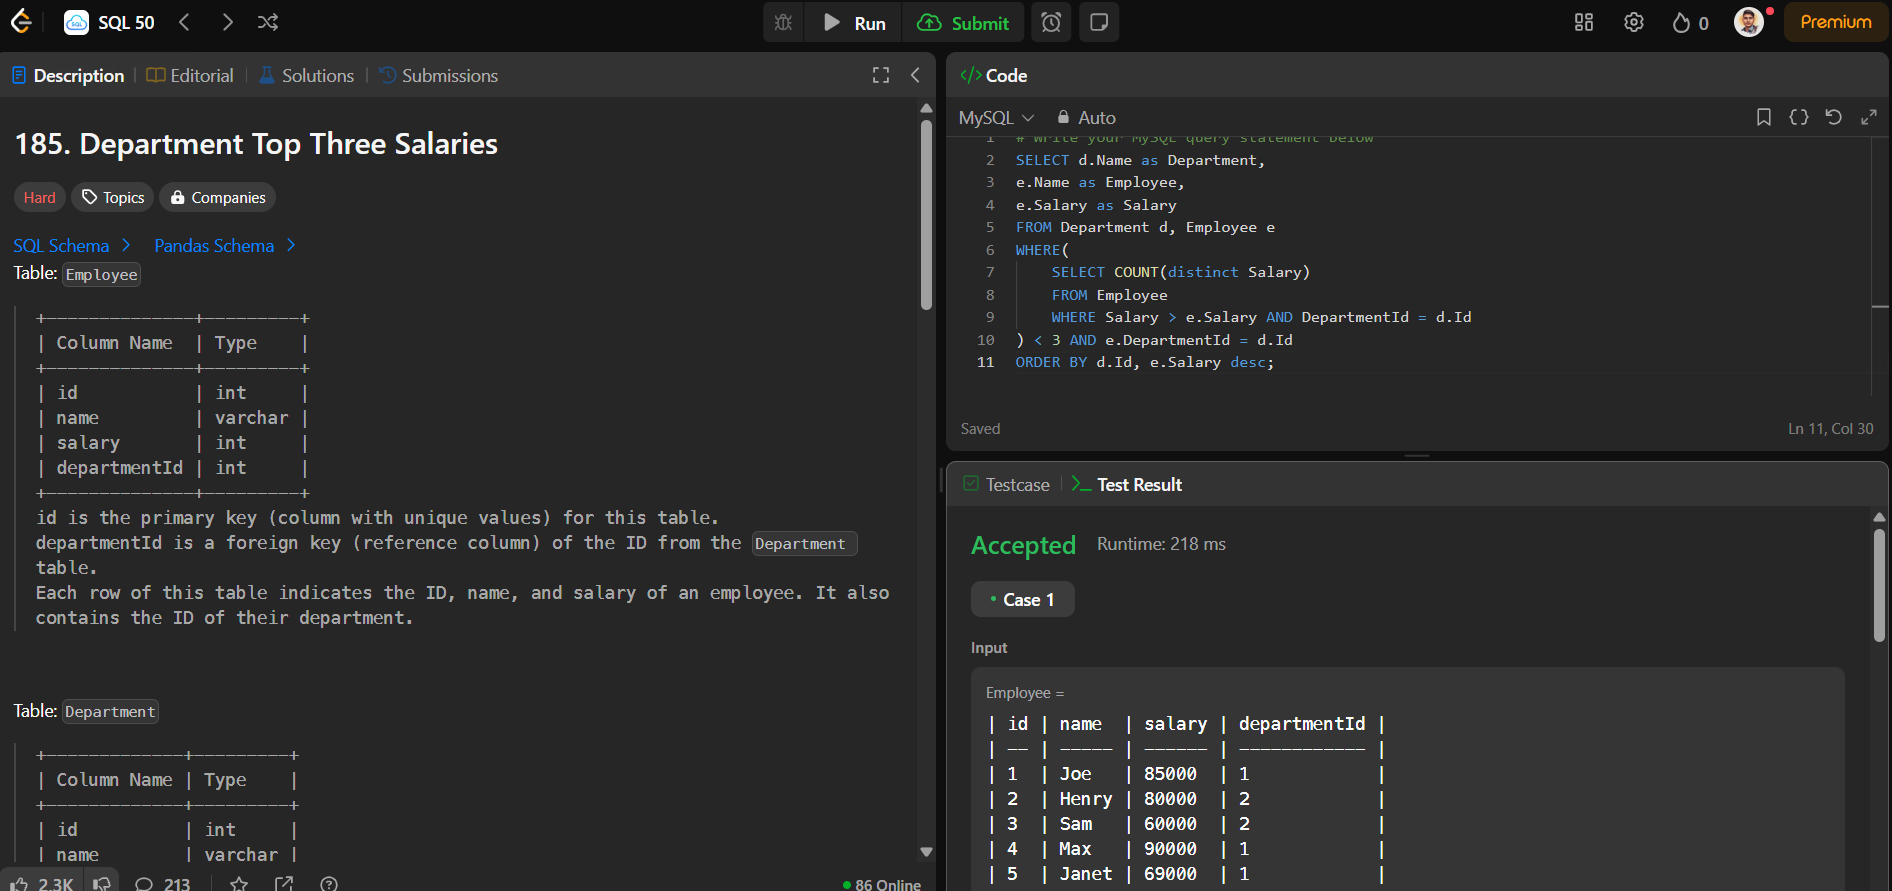 SQL 50
Run
Submit
0
Premium
Description
Editorial
Solutions
Submissions
185. Department Top Three Salaries
Hard
Topics
Companies
SQL Schema
Pandas Schema
Table: Employee
+--------------+---------+
| Column Name  | Type    |
+--------------+---------+
| id           | int     |
| name         | varchar |
| salary       | int     |
| departmentId | int     |
+--------------+---------+
id is the primary key (column with unique values) for this table.
departmentId is a foreign key (reference column) of the ID from the Department
table.
Each row of this table indicates the ID, name, and salary of an employee. It also
contains the ID of their department.
Table: Department
+-------------+---------+
| Column Name | Type    |
+-------------+---------+
| id          | int     |
| name        | varchar |
2.3K
213
86 Online
</> Code
MySQL
Auto
1 # Write your MySQL query statement below
2 SELECT d.Name as Department,
3 e.Name as Employee,
4 e.Salary as Salary
5 FROM Department d, Employee e
6 WHERE(
7     SELECT COUNT(distinct Salary)
8     FROM Employee
9     WHERE Salary > e.Salary AND DepartmentId = d.Id
10 ) < 3 AND e.DepartmentId = d.Id
11 ORDER BY d.Id, e.Salary desc;
Saved
Ln 11, Col 30
Testcase
Test Result
Accepted
Runtime: 218 ms
Case 1
Input
Employee =
| id | name  | salary | departmentId |
| -- | ----- | ------ | ------------ |
| 1  | Joe   | 85000  | 1            |
| 2  | Henry | 80000  | 2            |
| 3  | Sam   | 60000  | 2            |
| 4  | Max   | 90000  | 1            |
| 5  | Janet | 69000  | 1            |